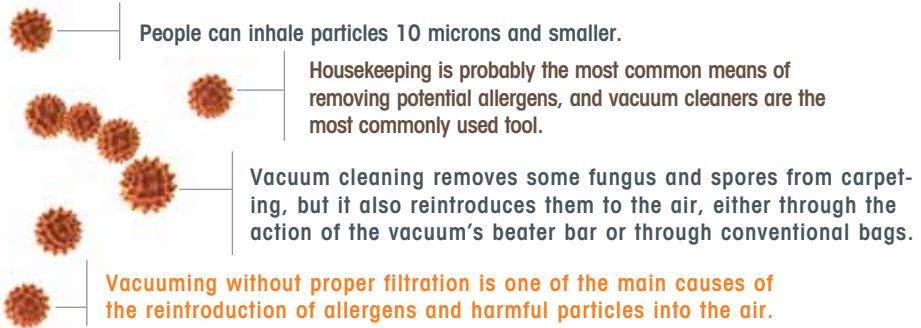 People can inhale particles 10 microns and smaller.
Housekeeping is probably the most common means of
removing potential allergens, and vacuum cleaners are the
most commonly used tool.
Vacuum cleaning removes some fungus and spores from carpet-
ing, but it also reintroduces them to the air, either through the
action of the vacuum's beater bar or through conventional bags.
Vacuuming without proper filtration is one of the main causes of
the reintroduction of allergens and harmful particles into the air.